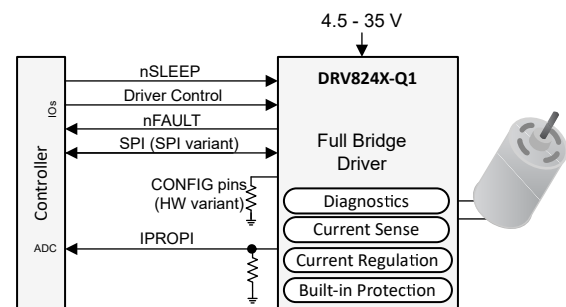 4.5 - 35 V
DRV824X-Q1
nSLEEP
Driver Control
nFAULT
SPI (SPI variant)
IOs
Controller
Full Bridge
Driver
CONFIG pins
(HW variant)
Diagnostics
Current Sense
Current Regulation
Built-in Protection
IPROPI
ADC